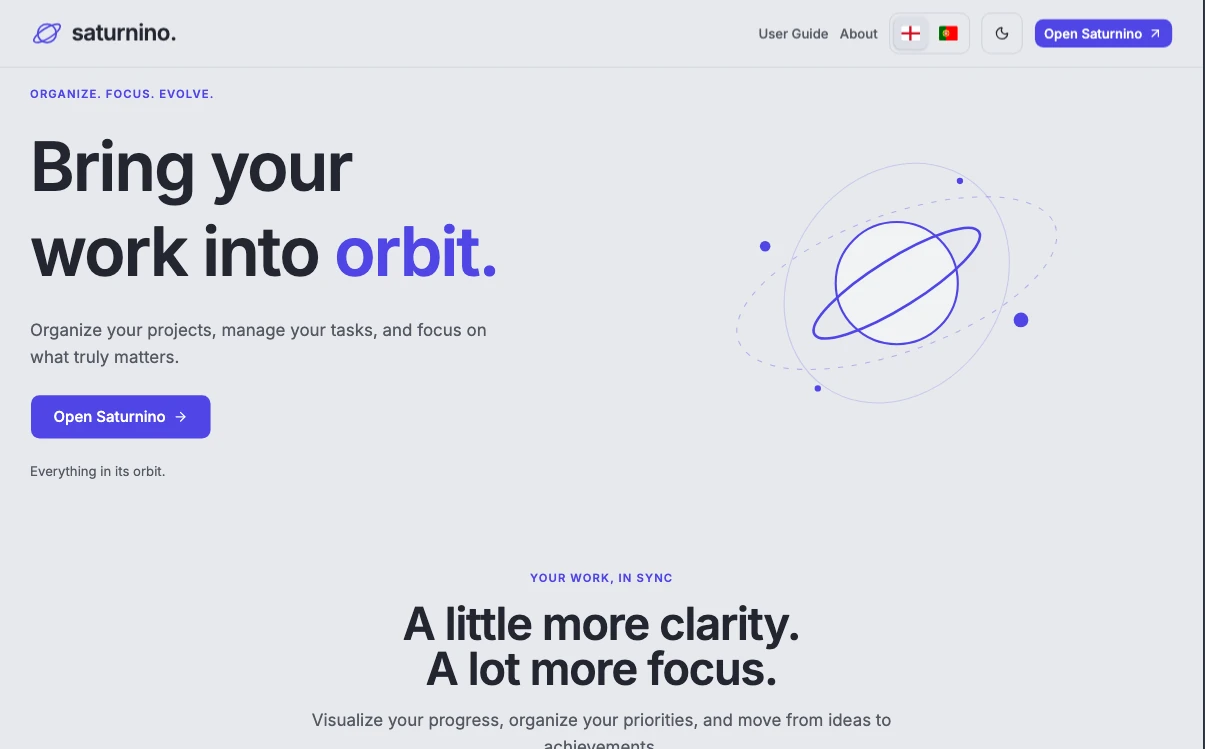 saturnino.
User Guide
About
Open Saturnino
ORGANIZE. FOCUS. EVOLVE.
Bring your
work into orbit.
Organize your projects, manage your tasks, and focus on
what truly matters.
Open Saturnino
Everything in its orbit.
YOUR WORK, IN SYNC
A little more clarity.
A lot more focus.
Visualize your progress, organize your priorities, and move from ideas to
achievements.